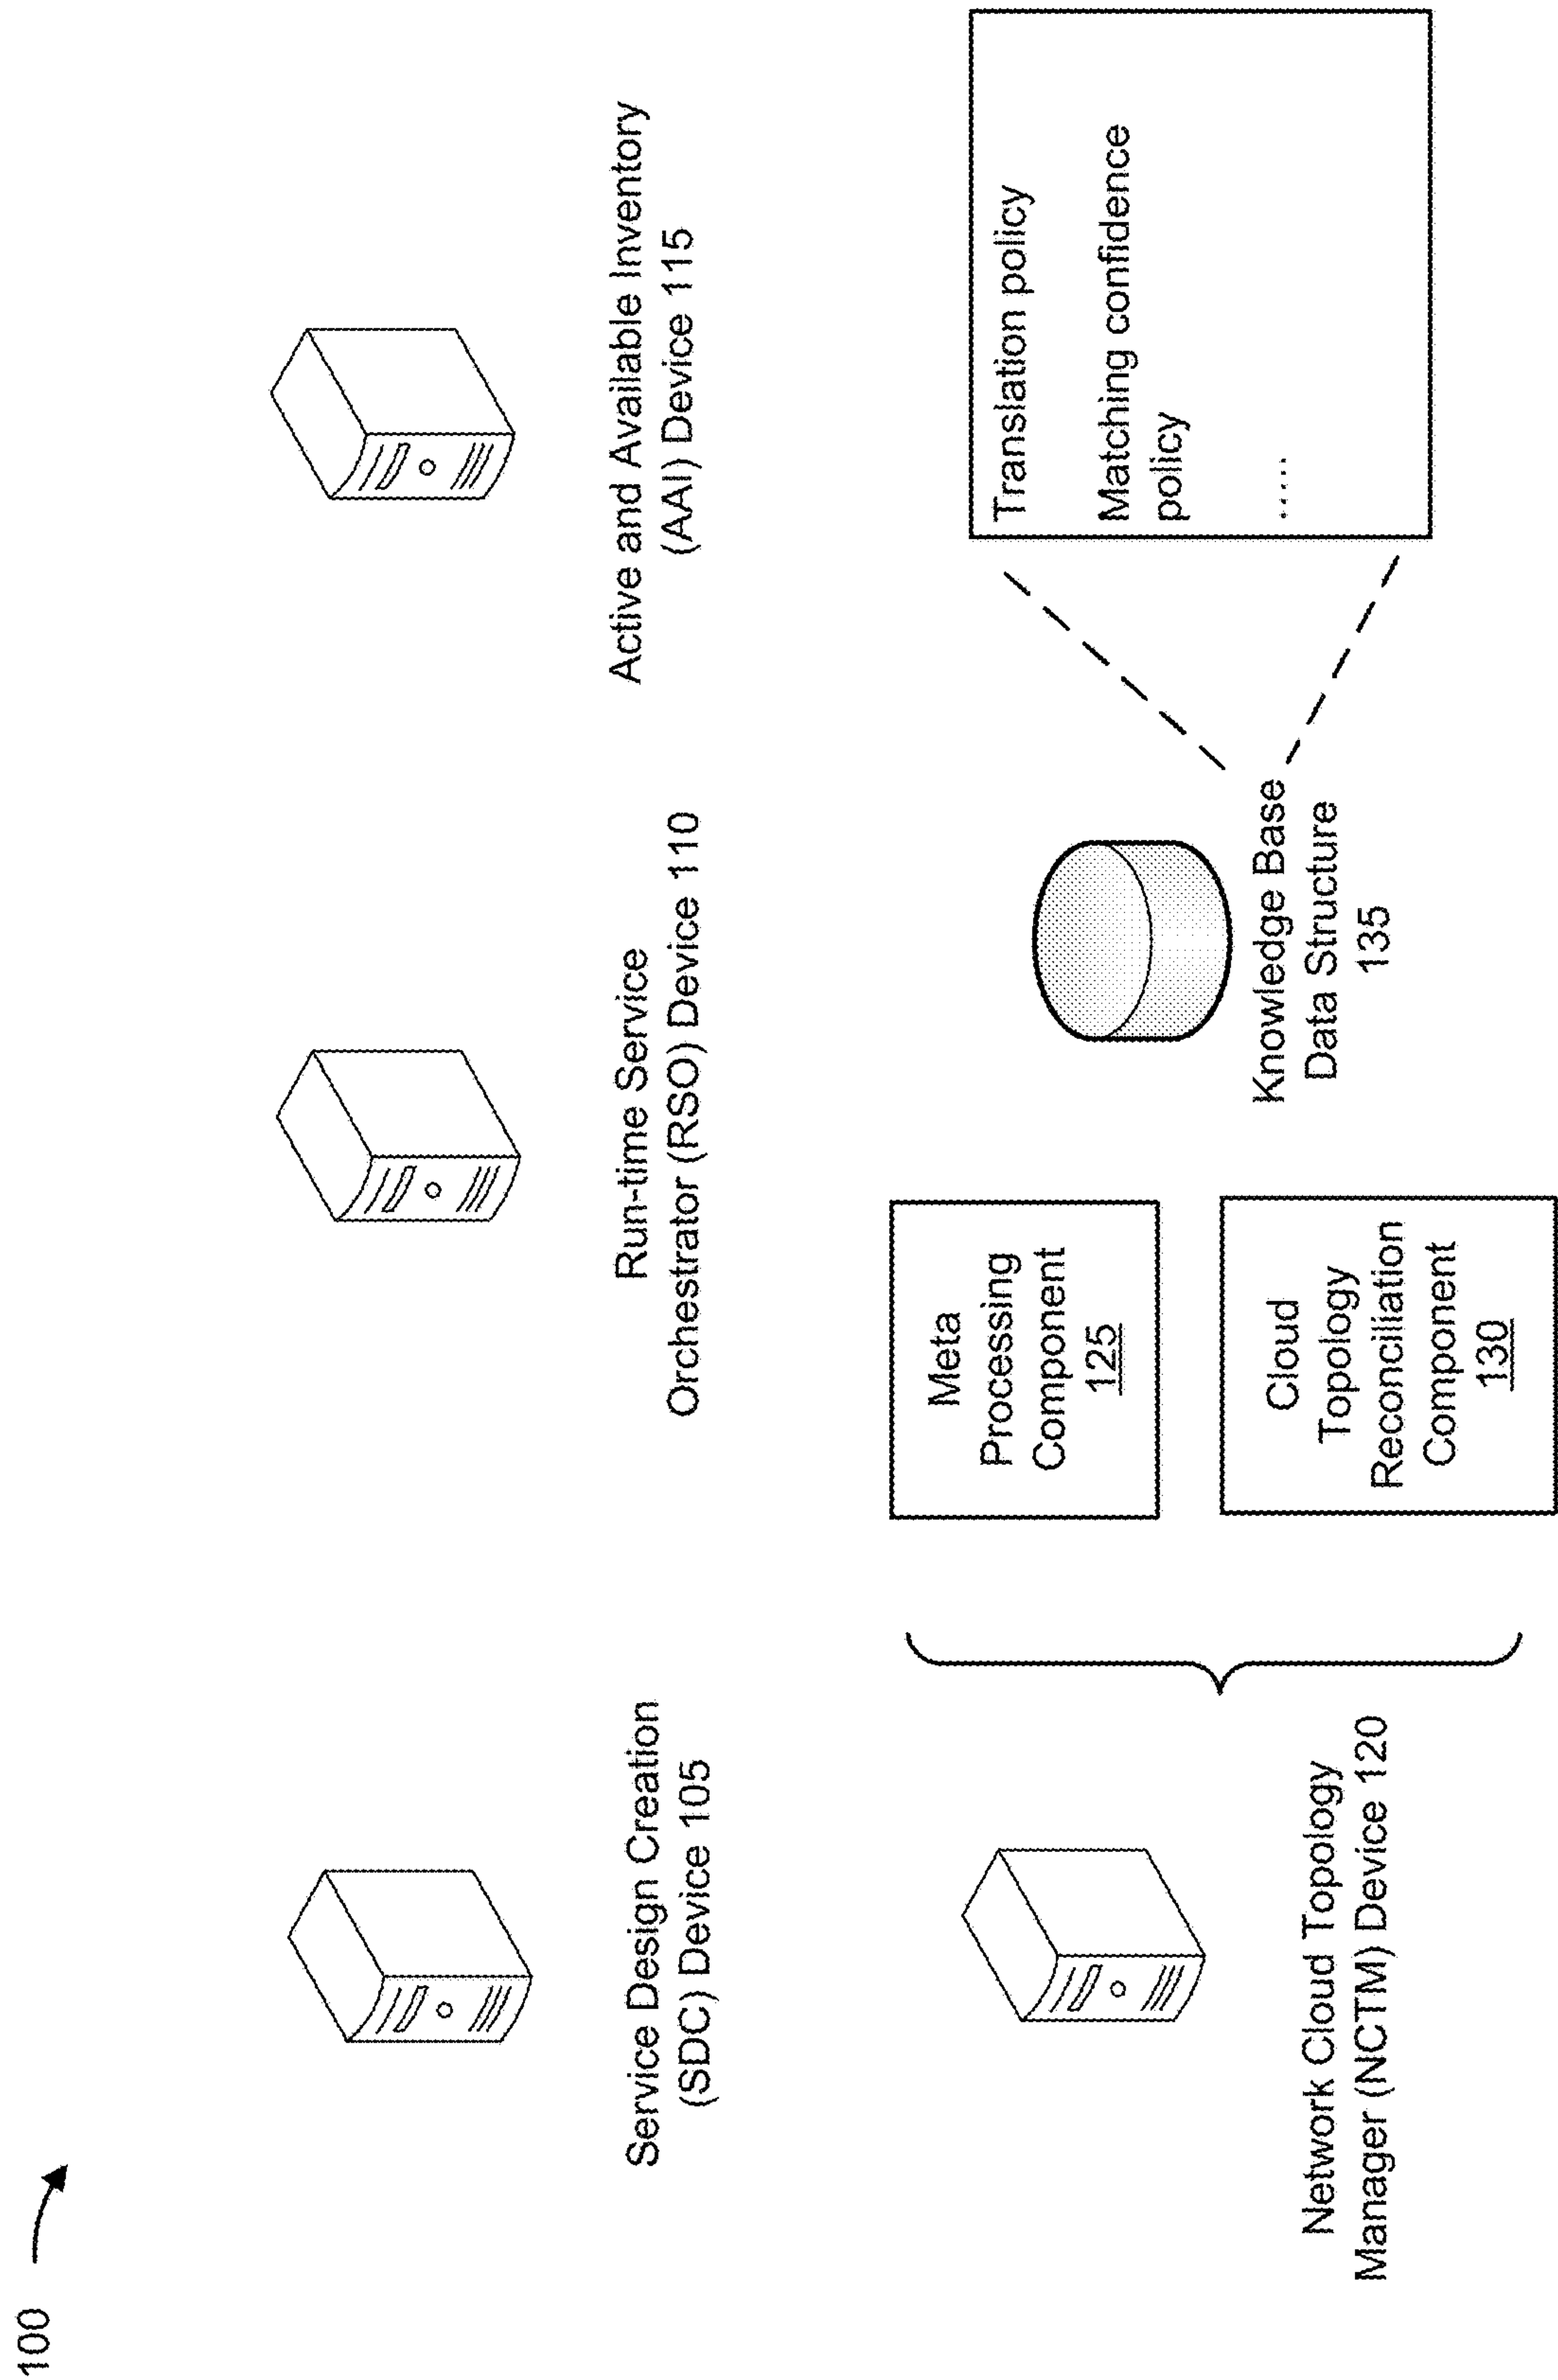 100
Service Design Creation
(SDC) Device 105
Run-time Service
Orchestrator (RSO) Device 110
Active and Available Inventory
(AAI) Device 115
Network Cloud Topology
Manager (NCTM) Device 120
Meta
Processing
Component
125
Cloud
Topology
Reconciliation
Component
130
Knowledge Base
Data Structure
135
Translation policy
Matching confidence
policy
.....